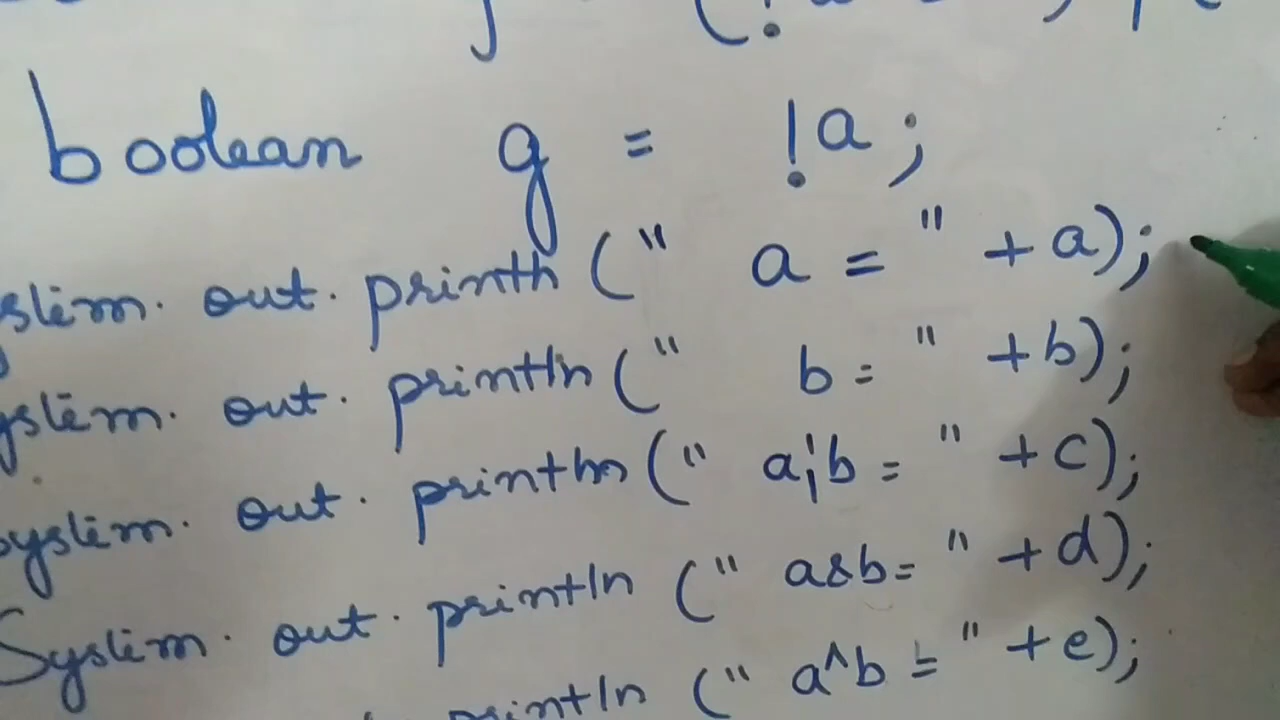 boolean g = !a;
System.out.println(" a = " + a);
System.out.println(" b = " + b);
System.out.println(" a|b = " + c);
System.out.println(" a&b = " + d);
println(" a^b = " + e);